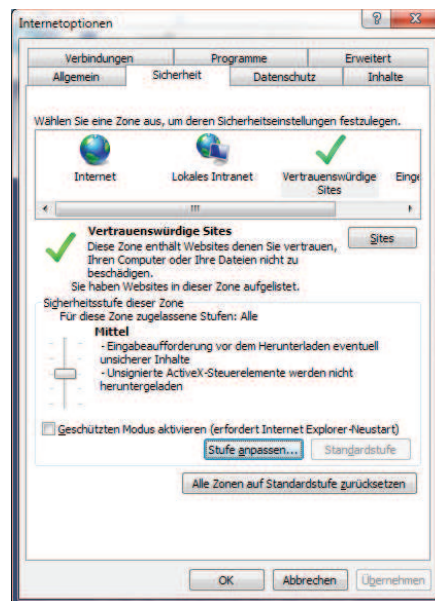 Internetoptionen
Verbindungen Programme Erweitert
Allgemein Sicherheit Datenschutz Inhalte
Wählen Sie eine Zone aus, um deren Sicherheitseinstellungen festzulegen.
Internet Lokales Intranet Vertrauenswürdige Sites Einge
Vertrauenswürdige Sites
Diese Zone enthält Websites denen Sie vertrauen,
Ihren Computer oder Ihre Dateien nicht zu
beschädigen.
Sie haben Websites in dieser Zone aufgelistet.
Sites
Sicherheitsstufe dieser Zone
Für diese Zone zugelassene Stufen: Alle
Mittel
- Eingabeaufforderung vor dem Herunterladen eventuell
unsicherer Inhalte
- Unsignierte ActiveX-Steuerelemente werden nicht
heruntergeladen
Geschützten Modus aktivieren (erfordert Internet Explorer-Neustart)
Stufe anpassen... Standardstufe
Alle Zonen auf Standardstufe zurücksetzen
OK Abbrechen Übernehmen